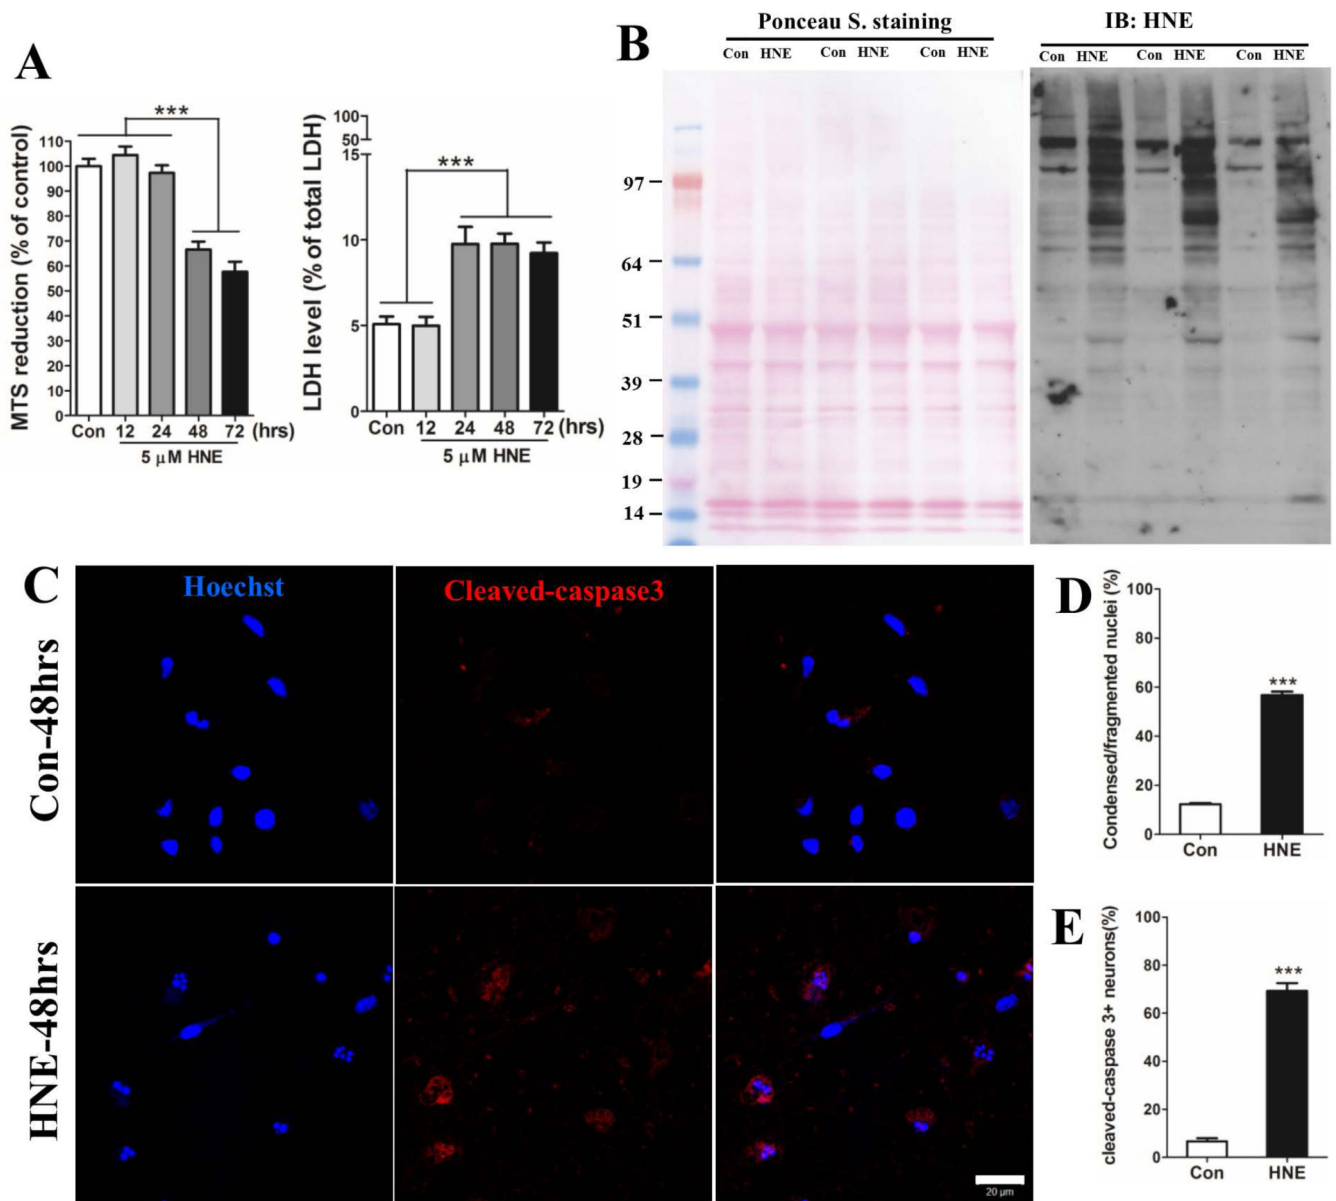 A
MTS reduction (% of control)
110
100
90
80
70
60
50
40
30
20
10
0
***
Con 12 24 48 72 (hrs)
5 μM HNE
LDH level (% of total LDH)
100
50
15
10
5
0
***
Con 12 24 48 72 (hrs)
5 μM HNE
B
Ponceau S. staining
Con HNE Con HNE Con HNE
97
64
51
39
28
19
14
IB: HNE
Con HNE Con HNE Con HNE
C
Hoechst
Cleaved-caspase3
Con-48hrs
HNE-48hrs
20 μm
D
Condensed/fragmented nuclei (%)
100
80
60
40
20
0
***
Con HNE
E
cleaved-caspase 3+ neurons(%)
100
80
60
40
20
0
***
Con HNE